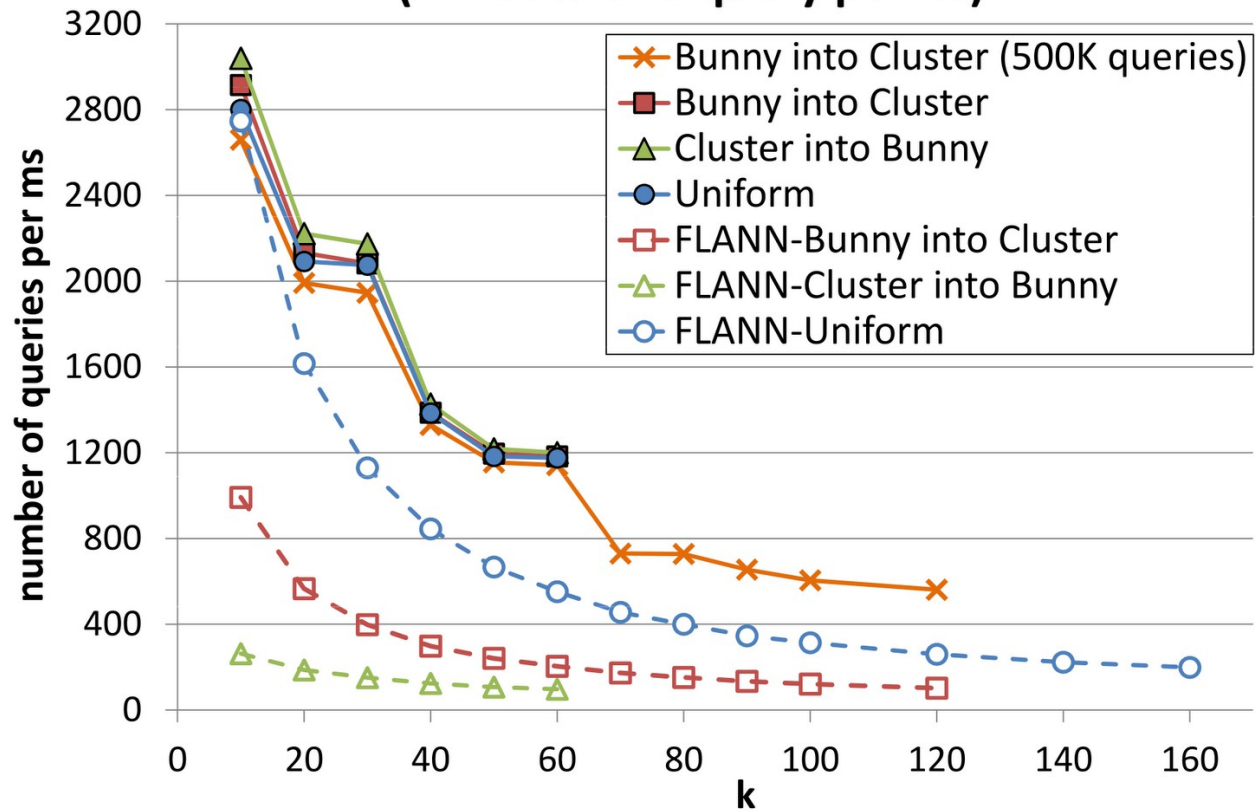 3200
2800
2400
2000
1600
1200
800
400
0
number of queries per ms
Bunny into Cluster (500K queries)
Bunny into Cluster
Cluster into Bunny
Uniform
FLANN-Bunny into Cluster
FLANN-Cluster into Bunny
FLANN-Uniform
0 20 40 60 80 100 120 140 160
k